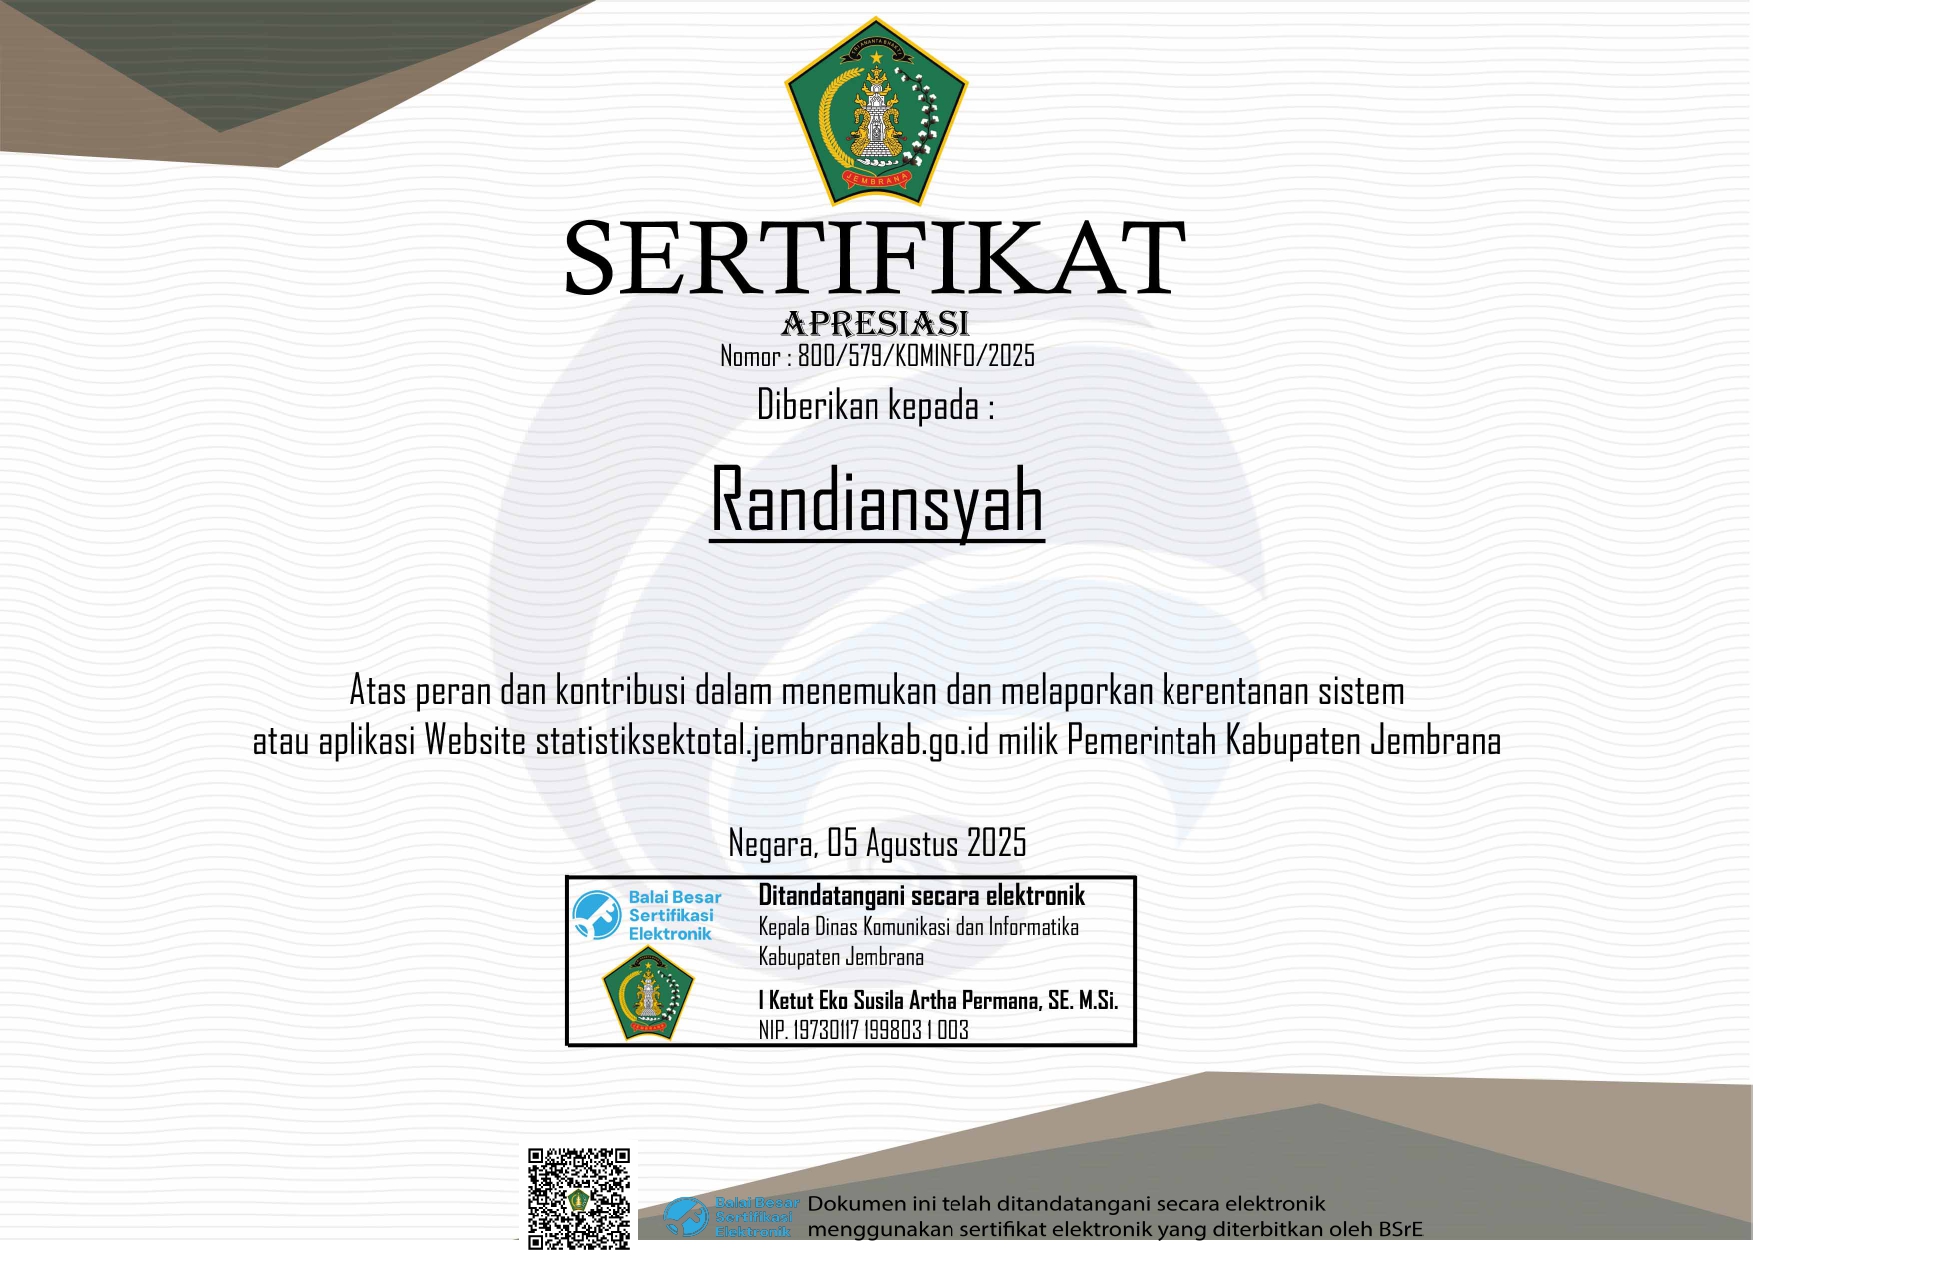 SERTIFIKAT
APRESIASI
Nomor : 800/579/KOMINFO/2025
Diberikan kepada :
Randiansyah
Atas peran dan kontribusi dalam menemukan dan melaporkan kerentanan sistem
atau aplikasi Website statistiksektotal.jembranakab.go.id milik Pemerintah Kabupaten Jembrana
Negara, 05 Agustus 2025
Balai Besar
Sertifikasi
Elektronik
JEMBRANA
Ditandatangani secara elektronik
Kepala Dinas Komunikasi dan Informatika
Kabupaten Jembrana
I Ketut Eko Susila Artha Permana, SE. M.Si.
NIP. 19730117 199803 1 003
Balai Besar
Sertifikasi
Elektronik
Dokumen ini telah ditandatangani secara elektronik
menggunakan sertifikat elektronik yang diterbitkan oleh BSrE